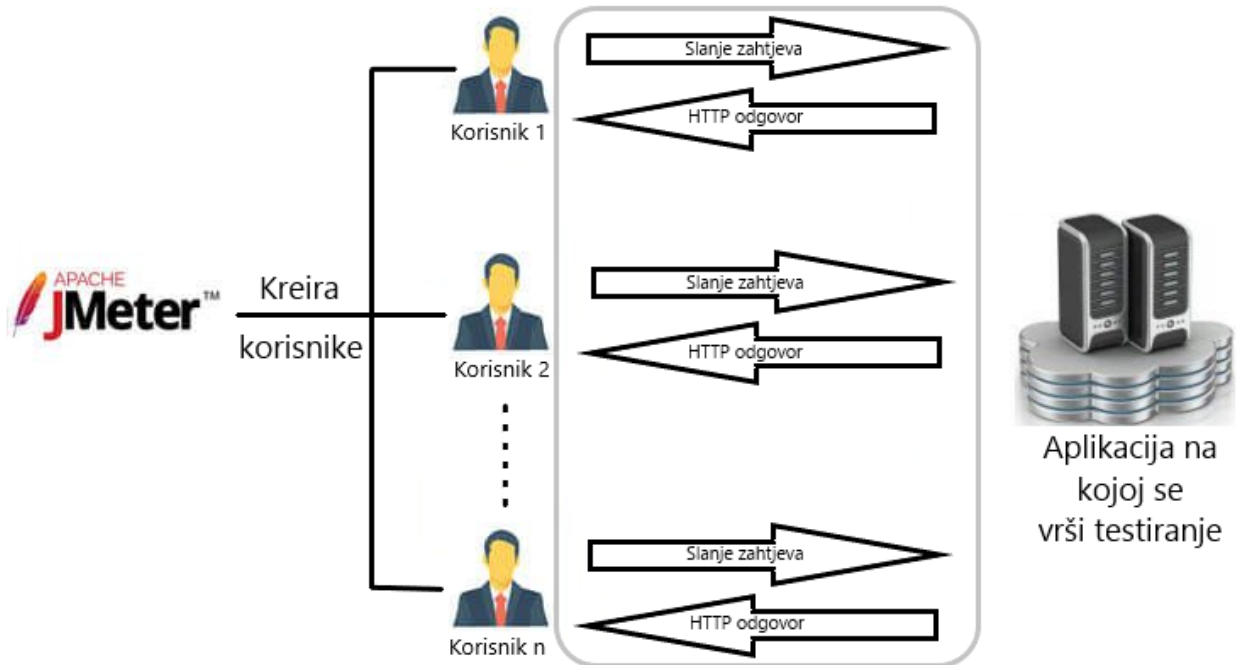 APACHE
JMeter™
Kreira
korisnike
Korisnik 1
Slanje zahtjeva
HTTP odgovor
Korisnik 2
Slanje zahtjeva
HTTP odgovor
Korisnik n
Slanje zahtjeva
HTTP odgovor
Aplikacija na
kojoj se
vrši testiranje